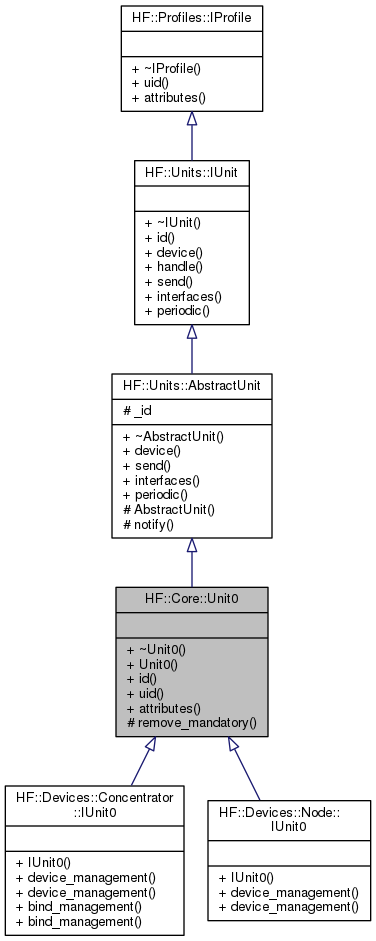 HF::Profiles::IProfile
+ ~IProfile()
+ uid()
+ attributes()
HF::Units::IUnit
+ ~IUnit()
+ id()
+ device()
+ handle()
+ send()
+ interfaces()
+ periodic()
HF::Units::AbstractUnit
# _id
+ ~AbstractUnit()
+ device()
+ send()
+ interfaces()
+ periodic()
# AbstractUnit()
# notify()
HF::Core::Unit0
+ ~Unit0()
+ Unit0()
+ id()
+ uid()
+ attributes()
# remove_mandatory()
HF::Devices::Concentrator
::IUnit0
+ IUnit0()
+ device_management()
+ device_management()
+ bind_management()
+ bind_management()
HF::Devices::Node::
IUnit0
+ IUnit0()
+ device_management()
+ device_management()